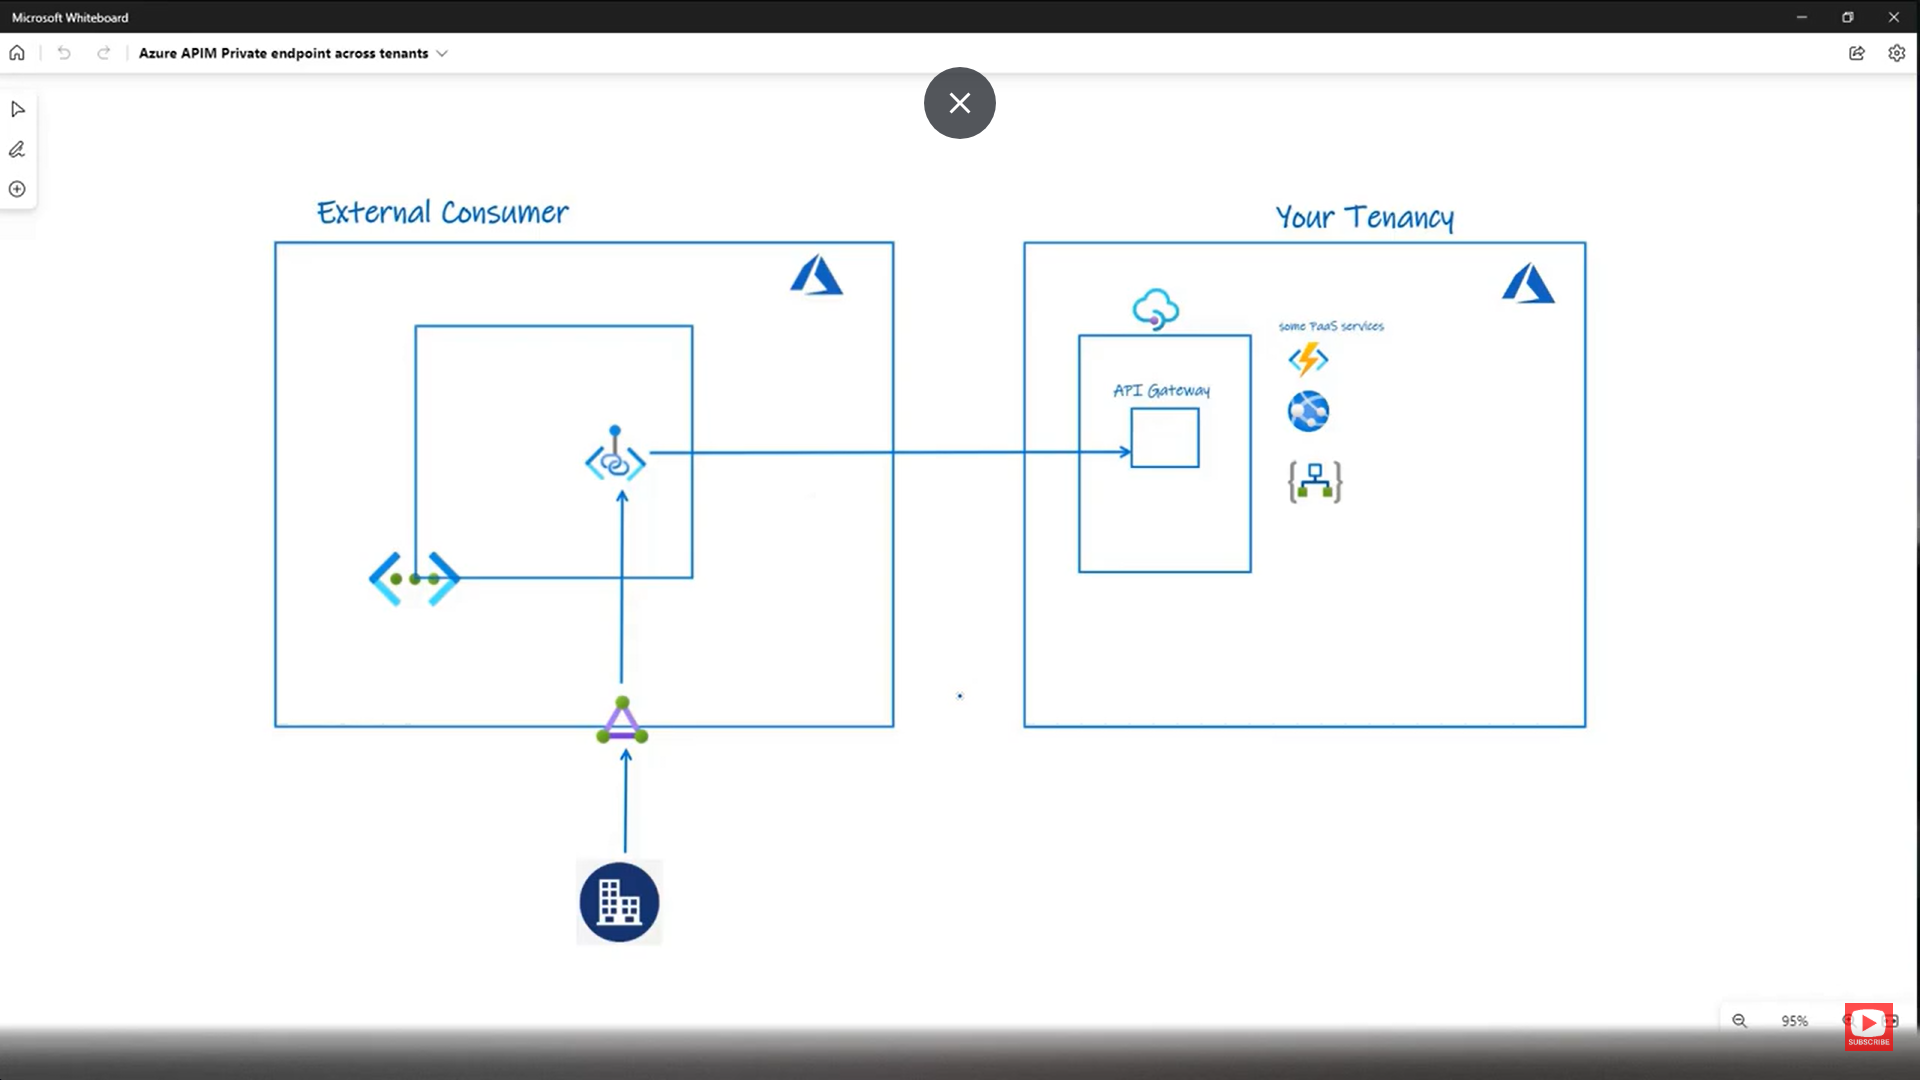 Microsoft Whiteboard
Azure APIM Private endpoint across tenants
External Consumer
Your Tenancy
some PaaS services
API Gateway
95%
SUBSCRIBE